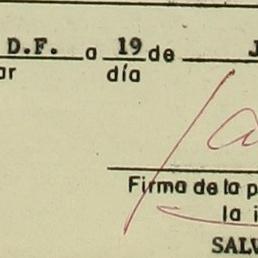 D.F. a 19 de J
ar día
Firma de la p
la i
SALV